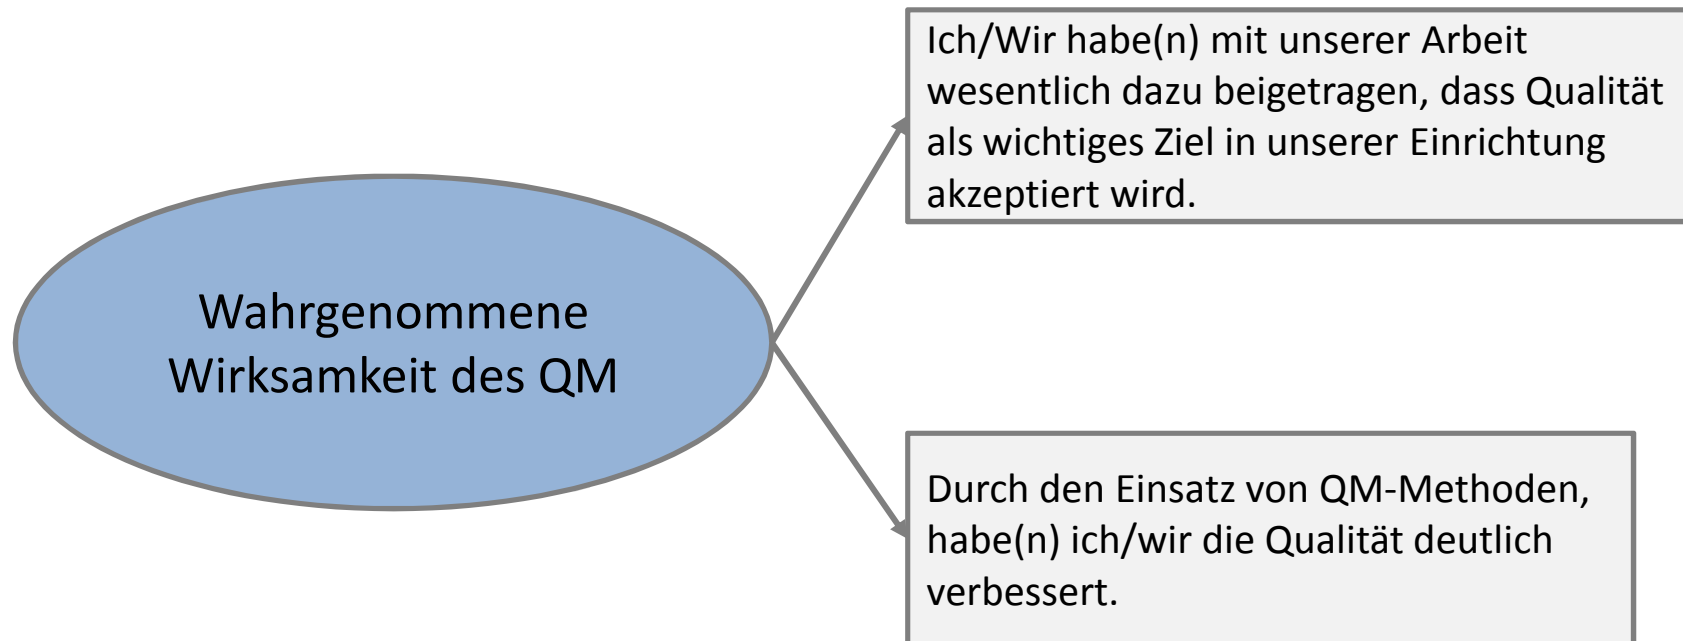 Ich/Wir habe(n) mit unserer Arbeit
wesentlich dazu beigetragen, dass Qualität
als wichtiges Ziel in unserer Einrichtung
akzeptiert wird.
Wahrgenommene
Wirksamkeit des QM
Durch den Einsatz von QM-Methoden,
habe(n) ich/wir die Qualität deutlich
verbessert.